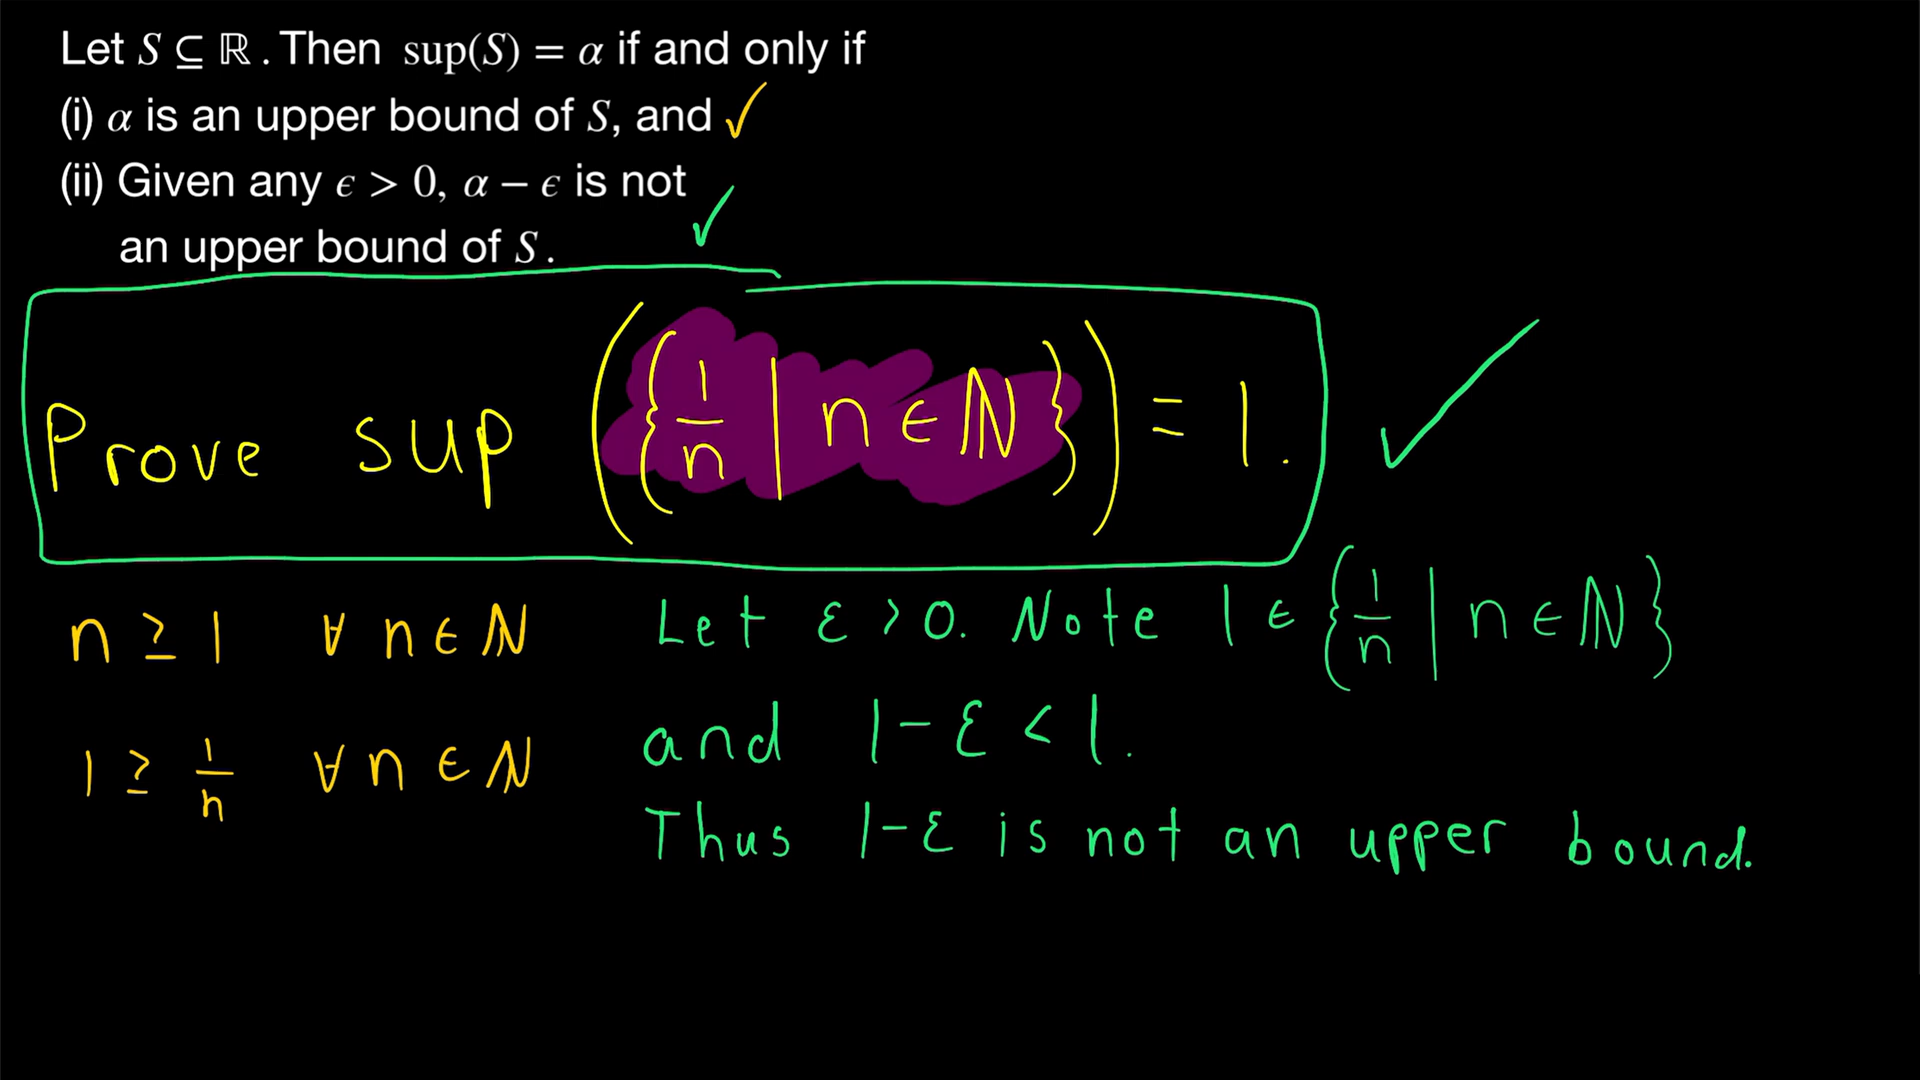 Let S ⊆ ℝ. Then sup(S) = α if and only if
(i) α is an upper bound of S, and ✓
(ii) Given any ϵ > 0, α − ϵ is not
an upper bound of S. ✓
Prove sup ({1/n | n ∈ ℕ}) = 1. ✓
n ≥ 1 ∀ n ∈ ℕ
1 ≥ 1/n ∀ n ∈ ℕ
Let ε > 0. Note 1 ∈ {1/n | n ∈ ℕ}
and 1 − ε < 1.
Thus 1 − ε is not an upper bound.